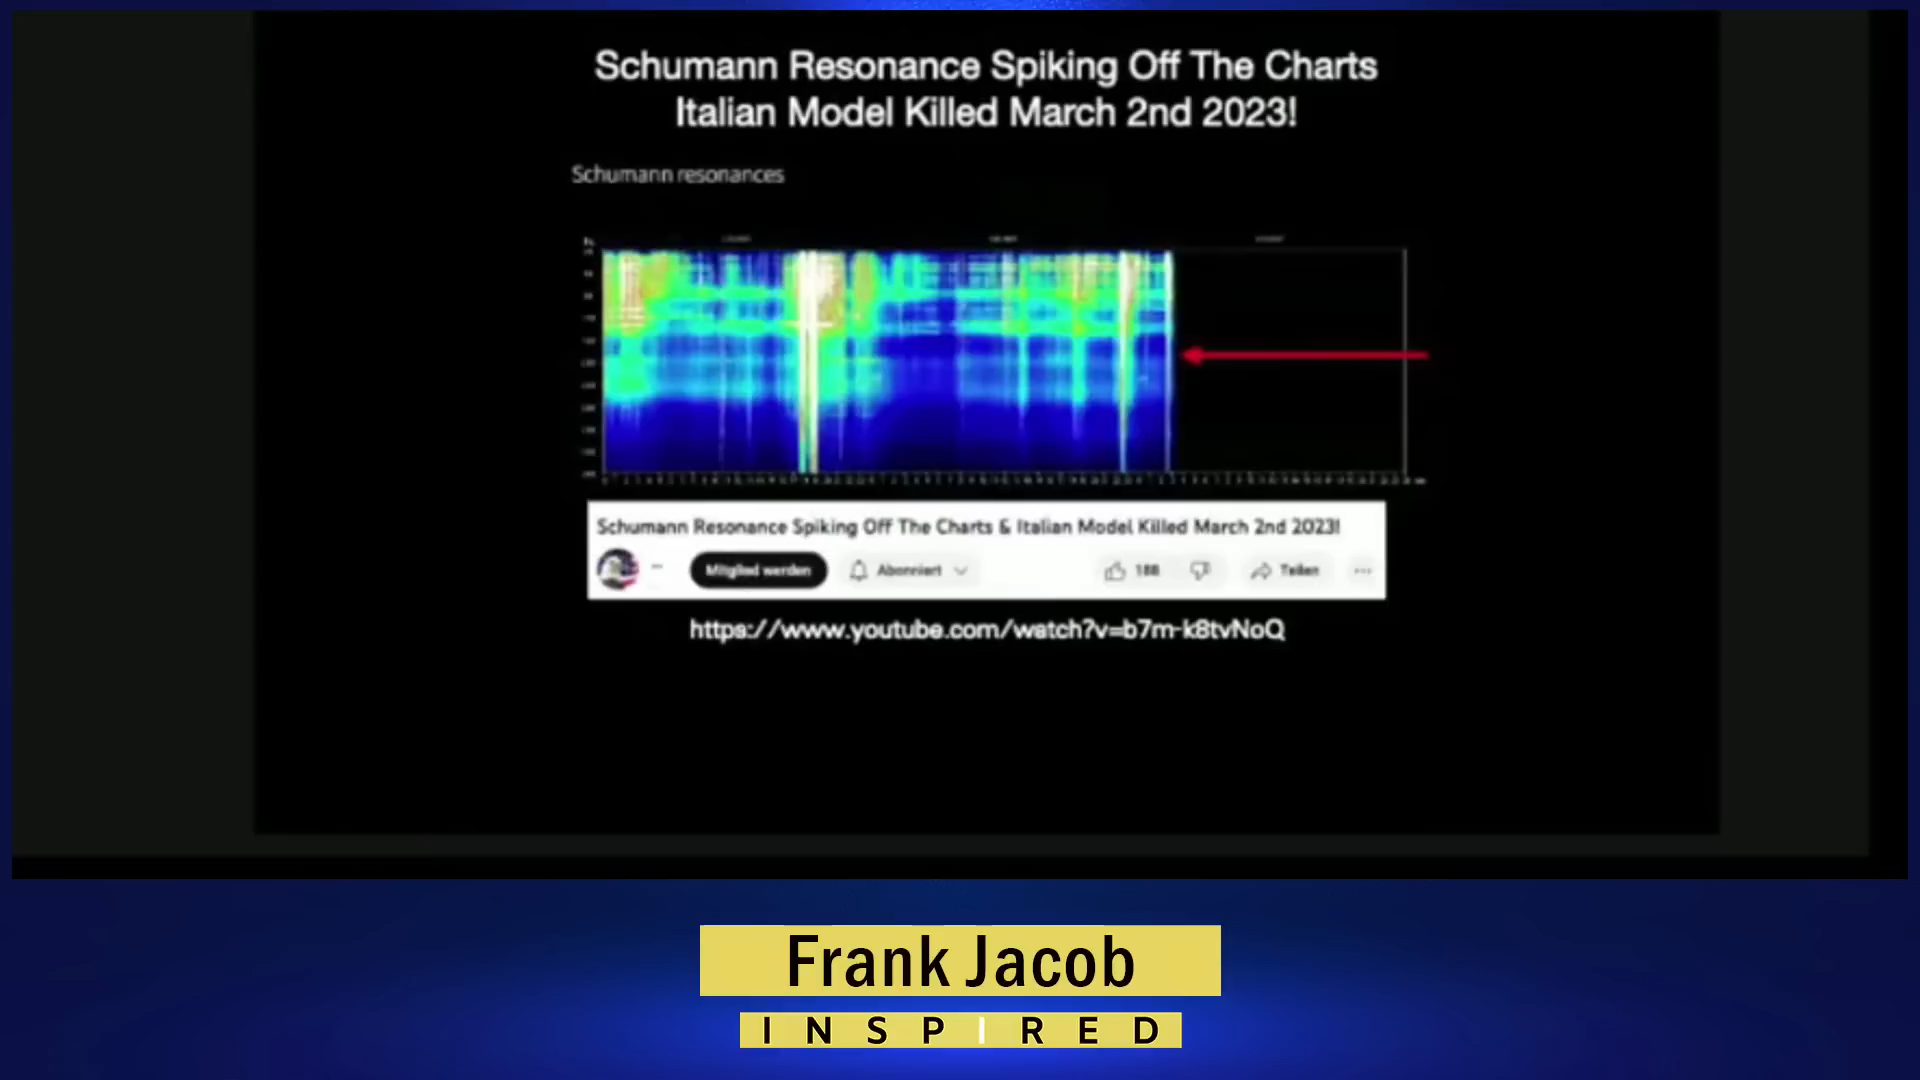 Schumann Resonance Spiking Off The Charts
Italian Model Killed March 2nd 2023!
Schumann resonances
Schumann Resonance Spiking Off The Charts & Italian Model Killed March 2nd 2023!
Mitglied werden
Abonniert
188
Teilen
https://www.youtube.com/watch?v=b7m-k8tvNoQ
Frank Jacob
INSPIRED